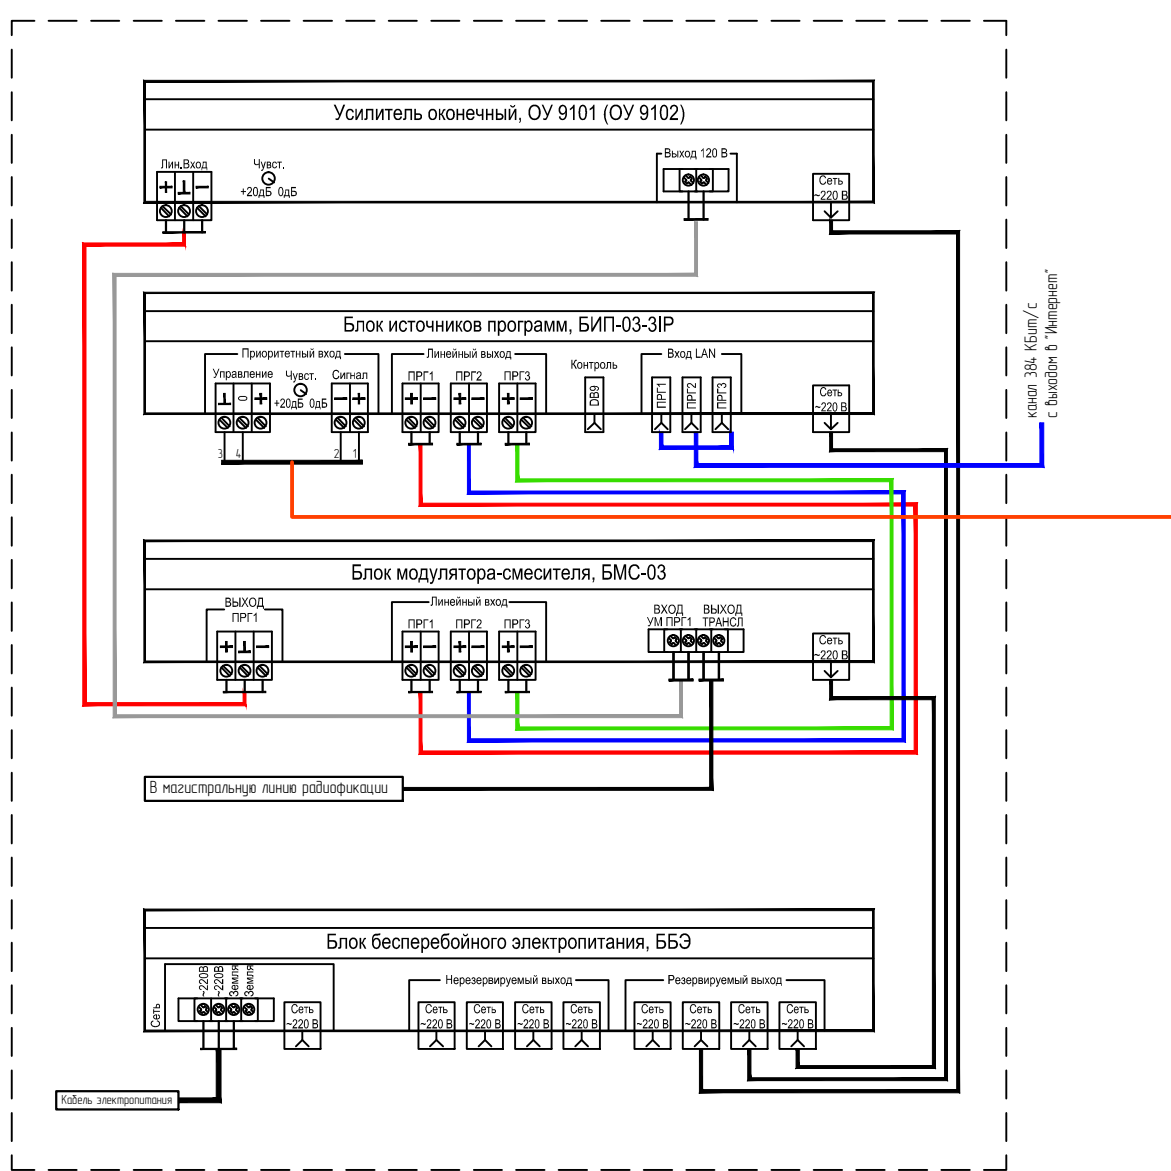 Усилитель оконечный, ОУ 9101 (ОУ 9102)
Лин.Вход
+ ⊥ −
Чувст.
+20дБ 0дБ
Выход 120 В
Сеть
~220 В
канал 384 КБит/с
с выходом в "Интернет"
Блок источников программ, БИП-03-3IP
Приоритетный вход
Управление
⊥ 0 +
Чувст.
+20дБ 0дБ
Сигнал
− +
3 4 2 1
Линейный выход
ПРГ1 ПРГ2 ПРГ3
+ − + − + −
Контроль
DB9
Вход LAN
ПРГ1 ПРГ2 ПРГ3
Сеть
~220 В
Блок модулятора-смесителя, БМС-03
ВЫХОД
ПРГ1
+ ⊥ −
Линейный вход
ПРГ1 ПРГ2 ПРГ3
+ − + − + −
ВХОД ВЫХОД
УМ ПРГ1 ТРАНСЛ
Сеть
~220 В
В магистральную линию радиофикации
Блок бесперебойного электропитания, ББЭ
Сеть
~220В ~220В Земля Земля
Сеть
~220 В
Нерезервируемый выход
Сеть Сеть Сеть Сеть
~220 В ~220 В ~220 В ~220 В
Резервируемый выход
Сеть Сеть Сеть Сеть
~220 В ~220 В ~220 В ~220 В
Кабель электропитания